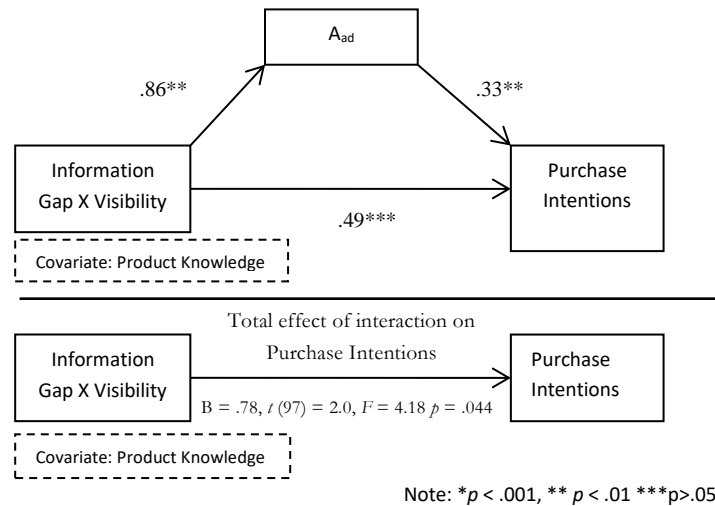 A_ad
.86**
.33**
Information
Gap X Visibility
Purchase
Intentions
.49***
Covariate: Product Knowledge
Total effect of interaction on
Purchase Intentions
Information
Gap X Visibility
Purchase
Intentions
B = .78, t (97) = 2.0, F = 4.18 p = .044
Covariate: Product Knowledge
Note: *p < .001, ** p < .01 ***p>.05